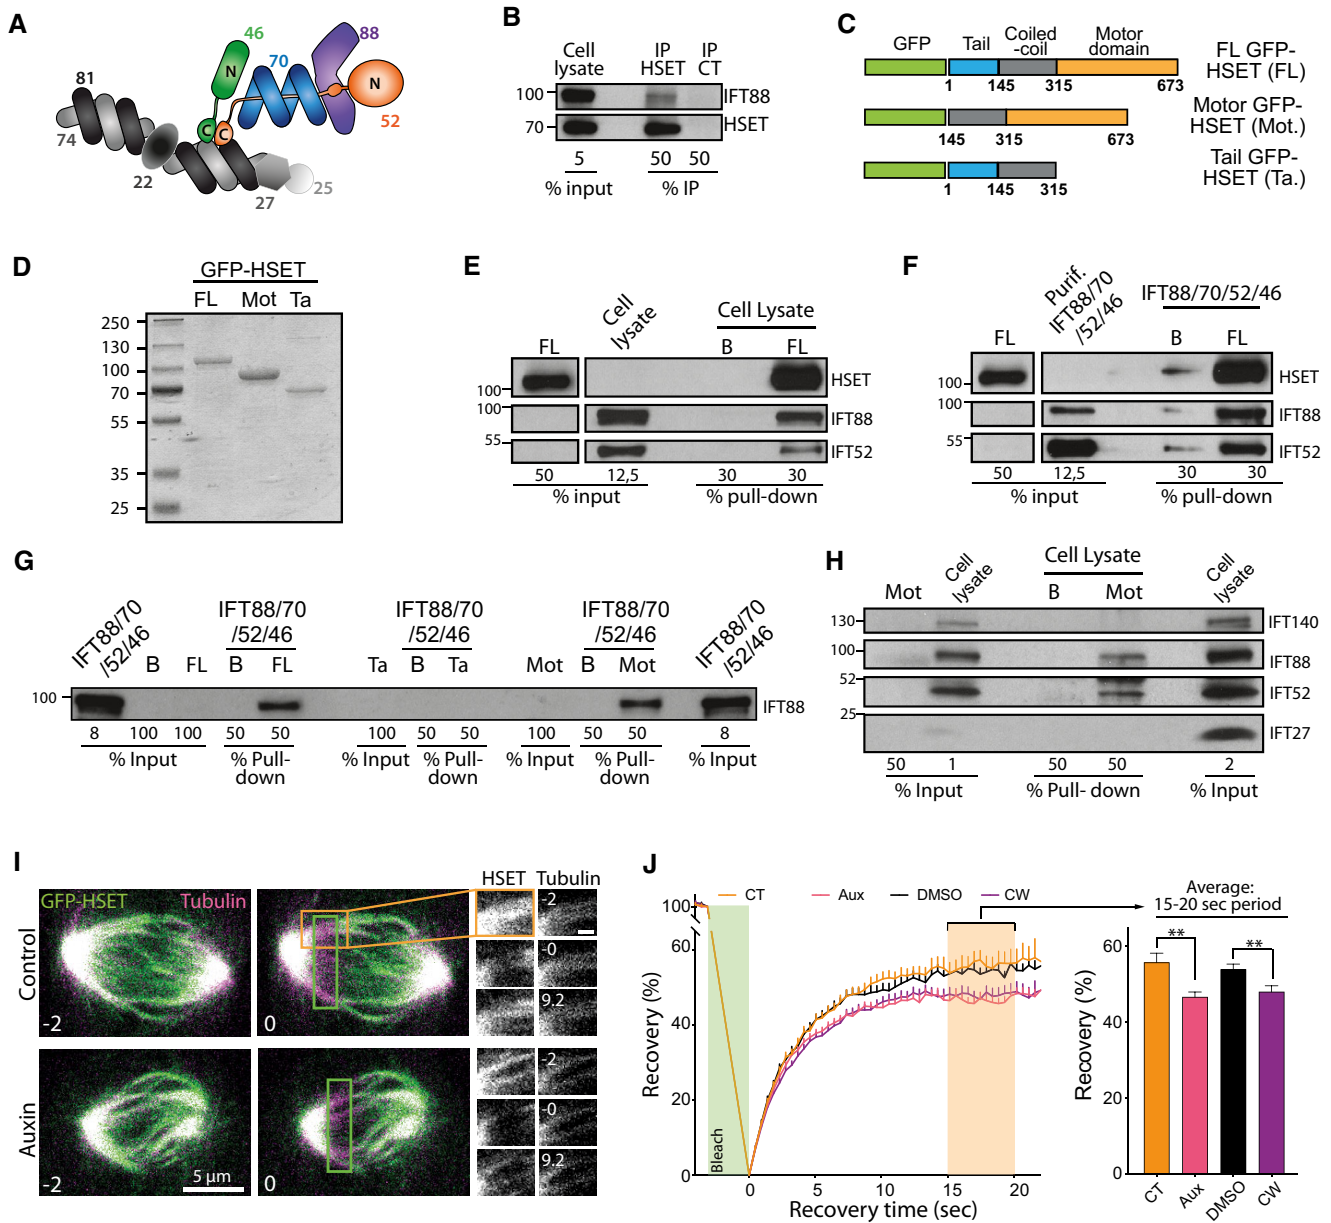 A
46
88
70
N
N
81
52
C
C
74
22
25
27
B
Cell lysate
IP HSET
IP CT
100
IFT88
70
HSET
5
50
50
% input
% IP
C
GFP
Tail
Coiled -coil
Motor domain
FL GFP-
HSET (FL)
1
145
315
673
Motor GFP-
HSET (Mot.)
145
315
673
Tail GFP-
HSET (Ta.)
1
145
315
D
GFP-HSET
FL
Mot
Ta
250
130
100
70
55
35
25
E
FL
Cell lysate
Cell Lysate
B
FL
100
HSET
100
IFT88
55
IFT52
50
12,5
30
30
% input
% pull-down
F
FL
Purif. IFT88/70 /52/46
IFT88/70/52/46
B
FL
100
HSET
100
IFT88
55
IFT52
50
12,5
30
30
% input
% pull-down
G
IFT88/70 /52/46
B
FL
IFT88/70 /52/46
B
FL
Ta
IFT88/70 /52/46
B
Ta
Mot
IFT88/70 /52/46
B
Mot
IFT88/70 /52/46
100
IFT88
8
100
100
50
50
100
50
50
100
50
50
8
% Input
% Pull- down
% Input
% Pull- down
% Input
% Pull- down
% Input
H
Mot
Cell lysate
Cell Lysate
B
Mot
Cell lysate
130
IFT140
100
IFT88
52
IFT52
25
IFT27
50
1
50
50
2
% Input
% Pull- down
% Input
I
HSET
Tubulin
GFP-HSET
Tubulin
Control
-2
0
-2
-0
9.2
Auxin
-2
5 µm
0
-2
-0
9.2
J
CT
Aux
DMSO
CW
Average:
15-20 sec period
100
60
40
20
0
Recovery (%)
Bleach
0
5
10
15
20
Recovery time (sec)
**
**
60
40
20
0
Recovery (%)
CT
Aux
DMSO
CW